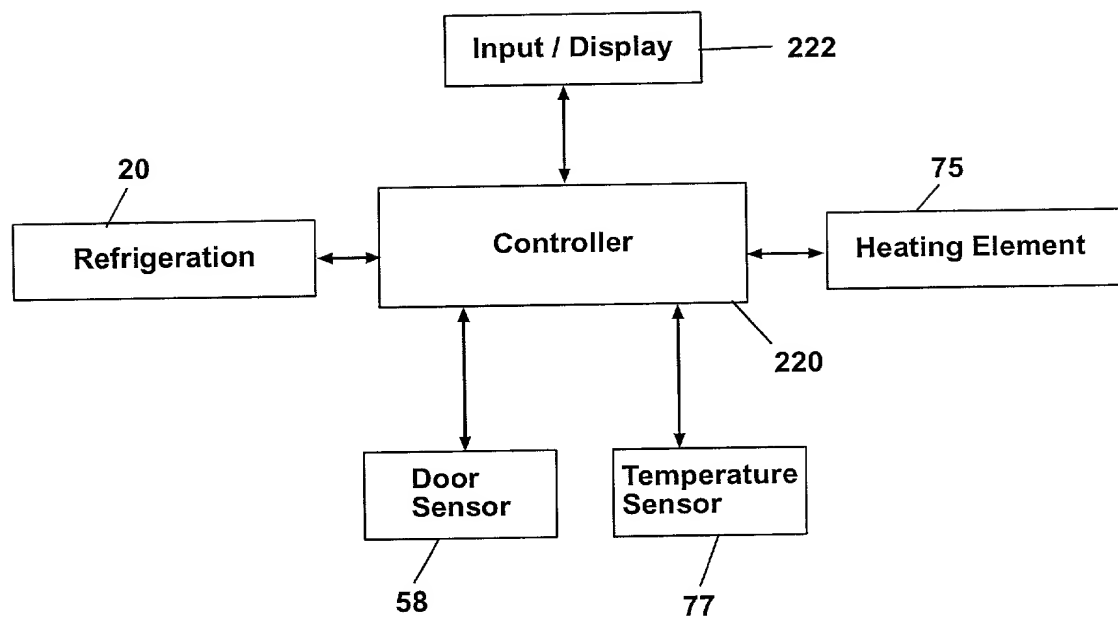 Input / Display
222
20
75
Refrigeration
Controller
Heating Element
220
Door
Sensor
Temperature
Sensor
58
77